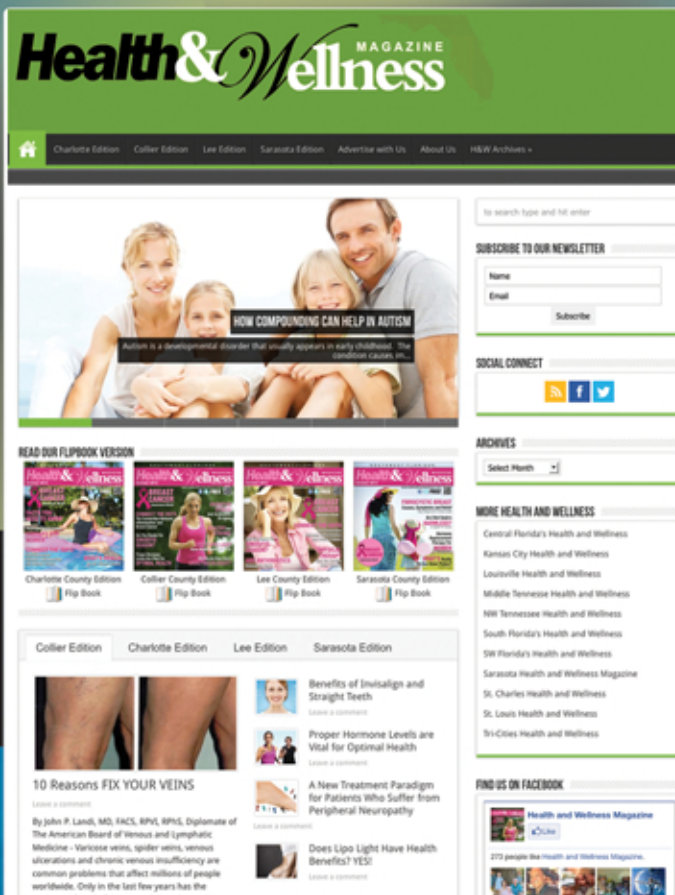 Health& Wellness
MAGAZINE
Charlotte Edition Collier Edition Lee Edition Sarasota Edition Advertise with Us About Us H&W Archives
to search type and hit enter
HOW COMPOUNDING CAN HELP IN AUTISM
Autism is a developmental disorder that usually appears in early childhood. The
condition causes im...
SUBSCRIBE TO OUR NEWSLETTER
Name
Email
Subscribe
SOCIAL CONNECT
ARCHIVES
Select Month
READ OUR FLIPBOOK VERSION
Health & Wellness
Health & Wellness
Health & Wellness
Health & Wellness
BREAST
CANCER
Charlotte County Edition Collier County Edition Lee County Edition Sarasota County Edition
Flip Book Flip Book Flip Book Flip Book
MORE HEALTH AND WELLNESS
Central Florida's Health and Wellness
Kansas City Health and Wellness
Louisville Health and Wellness
Middle Tennesse Health and Wellness
NW Tennessee Health and Wellness
South Florida's Health and Wellness
SW Florida's Health and Wellness
Sarasota Health and Wellness Magazine
St. Charles Health and Wellness
St. Louis Health and Wellness
Tri-Cities Health and Wellness
Collier Edition Charlotte Edition Lee Edition Sarasota Edition
10 Reasons FIX YOUR VEINS
Leave a comment
By John P. Landi, MD, FACS, RPVI, RPhS, Diplomate of
The American Board of Venous and Lymphatic
Medicine - Varicose veins, spider veins, venous
ulcerations and chronic venous insufficiency are
common problems that affect millions of people
worldwide. Only in the last few years has the
Benefits of Invisalign and
Straight Teeth
Leave a comment
Proper Hormone Levels are
Vital for Optimal Health
Leave a comment
A New Treatment Paradigm
for Patients Who Suffer from
Peripheral Neuropathy
Leave a comment
Does Lipo Light Have Health
Benefits? YES!
Leave a comment
FIND US ON FACEBOOK
Health and Wellness Magazine
Like
273 people like Health and Wellness Magazine.